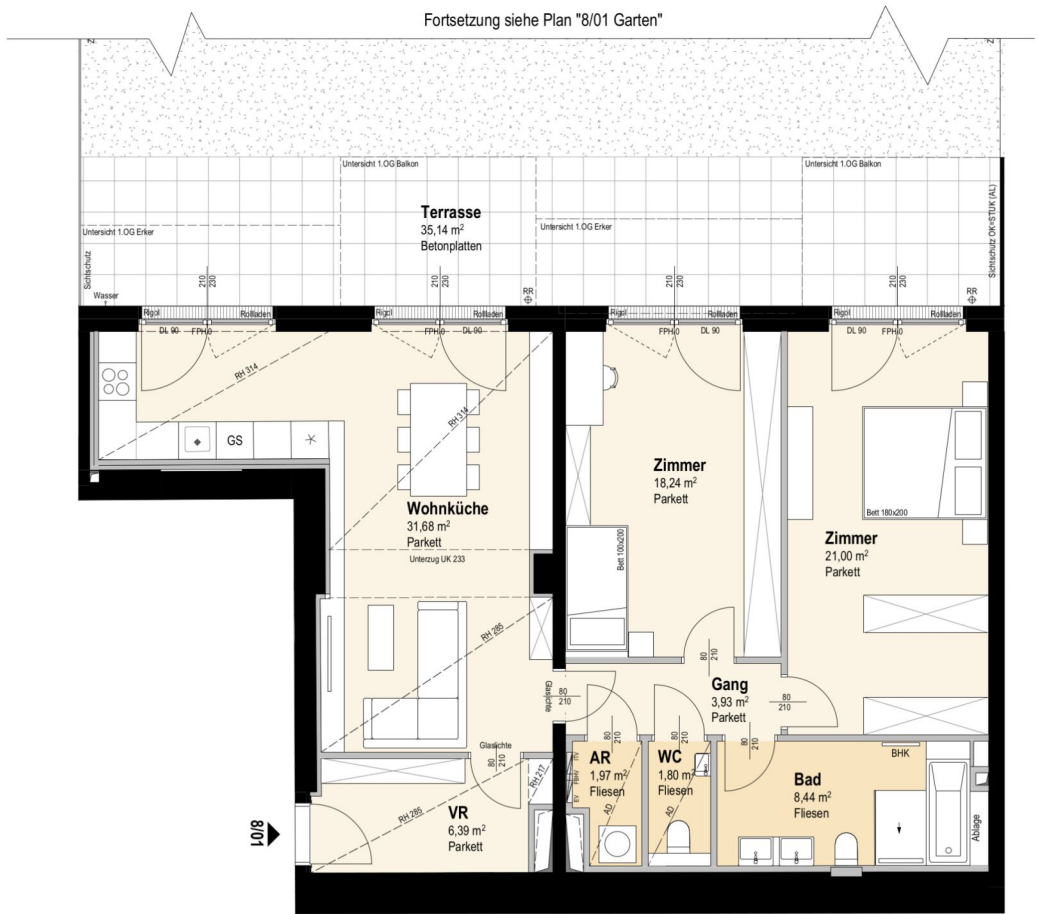 Fortsetzung siehe Plan "8/01 Garten"
Z
Z
Untersicht 1.OG Balkon
Untersicht 1.OG Balkon
Terrasse
35,14 m²
Betonplatten
Untersicht 1.OG Erker
Untersicht 1.OG Erker
Sichtschutz
Sichtschutz OK=STUK (AL)
Wasser
210
230
210
230
RR
210
230
210
230
RR
Rigol
Rollladen
DL 90
FPH 0
Rollladen
FPH 0
DL 90
Rigol
Rollladen
FPH 0
DL 90
Rigol
Rollladen
DL 90
FPH 0
RH 314
RH 314
GS
Wohnküche
31,68 m²
Parkett
Unterzug UK 233
Zimmer
18,24 m²
Parkett
Bett 100x200
Bett 180x200
Zimmer
21,00 m²
Parkett
RH 285
Glaslichte
80
210
80
210
Gang
3,93 m²
Parkett
80
210
Glaslichte
80
210
80
210
80
210
80
210
RH 217
ITV
FBHV
EV
AR
1,97 m²
Fliesen
AD
WC
1,80 m²
Fliesen
AD
BHK
Bad
8,44 m²
Fliesen
Ablage
8/01
RH 285
VR
6,39 m²
Parkett